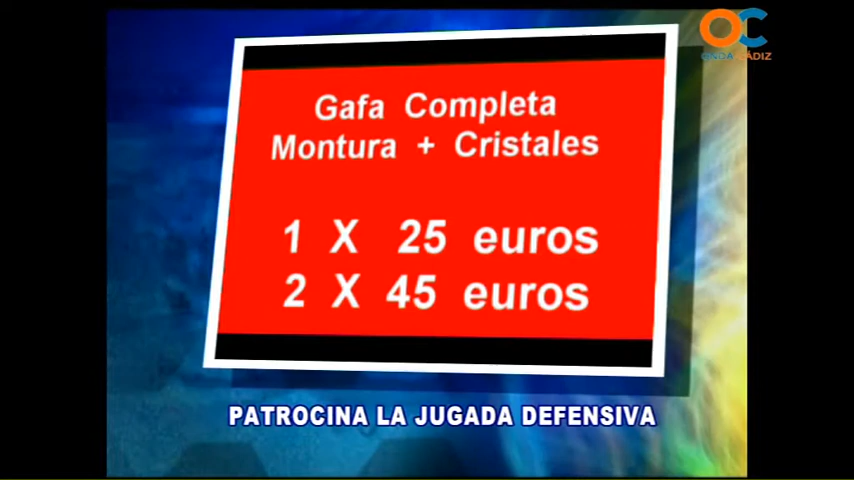 OC
ONDA CÁDIZ
Gafa Completa
Montura + Cristales
1 X 25 euros
2 X 45 euros
PATROCINA LA JUGADA DEFENSIVA